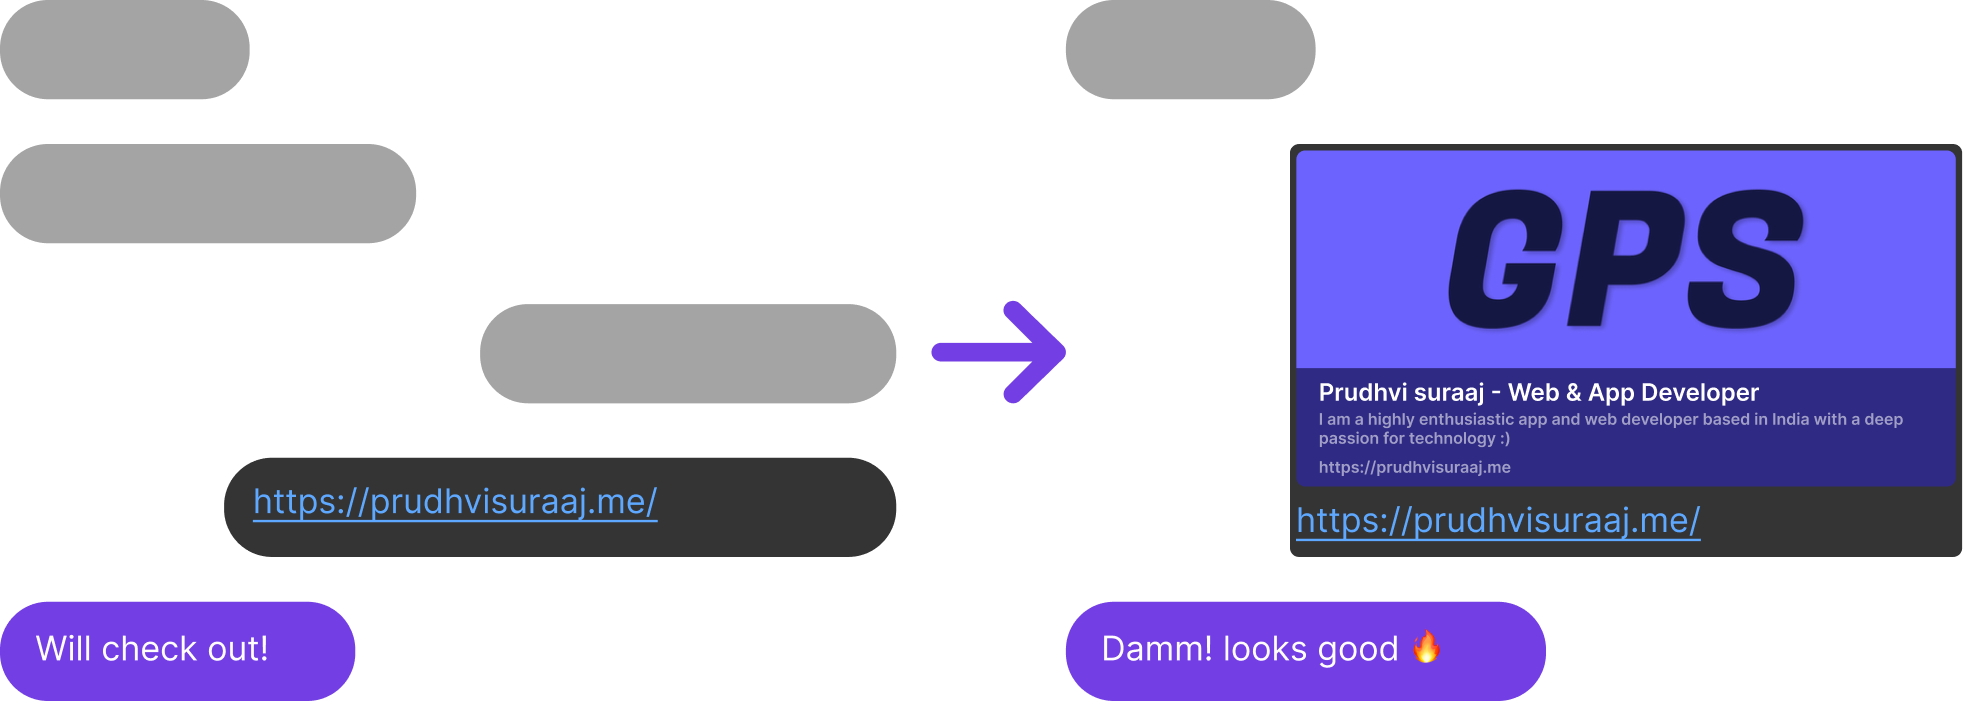 https://prudhvisuraaj.me/
Will check out!
GPS
Prudhvi suraaj - Web & App Developer
I am a highly enthusiastic app and web developer based in India with a deep
passion for technology :)
https://prudhvisuraaj.me
https://prudhvisuraaj.me/
Damm! looks good 🔥